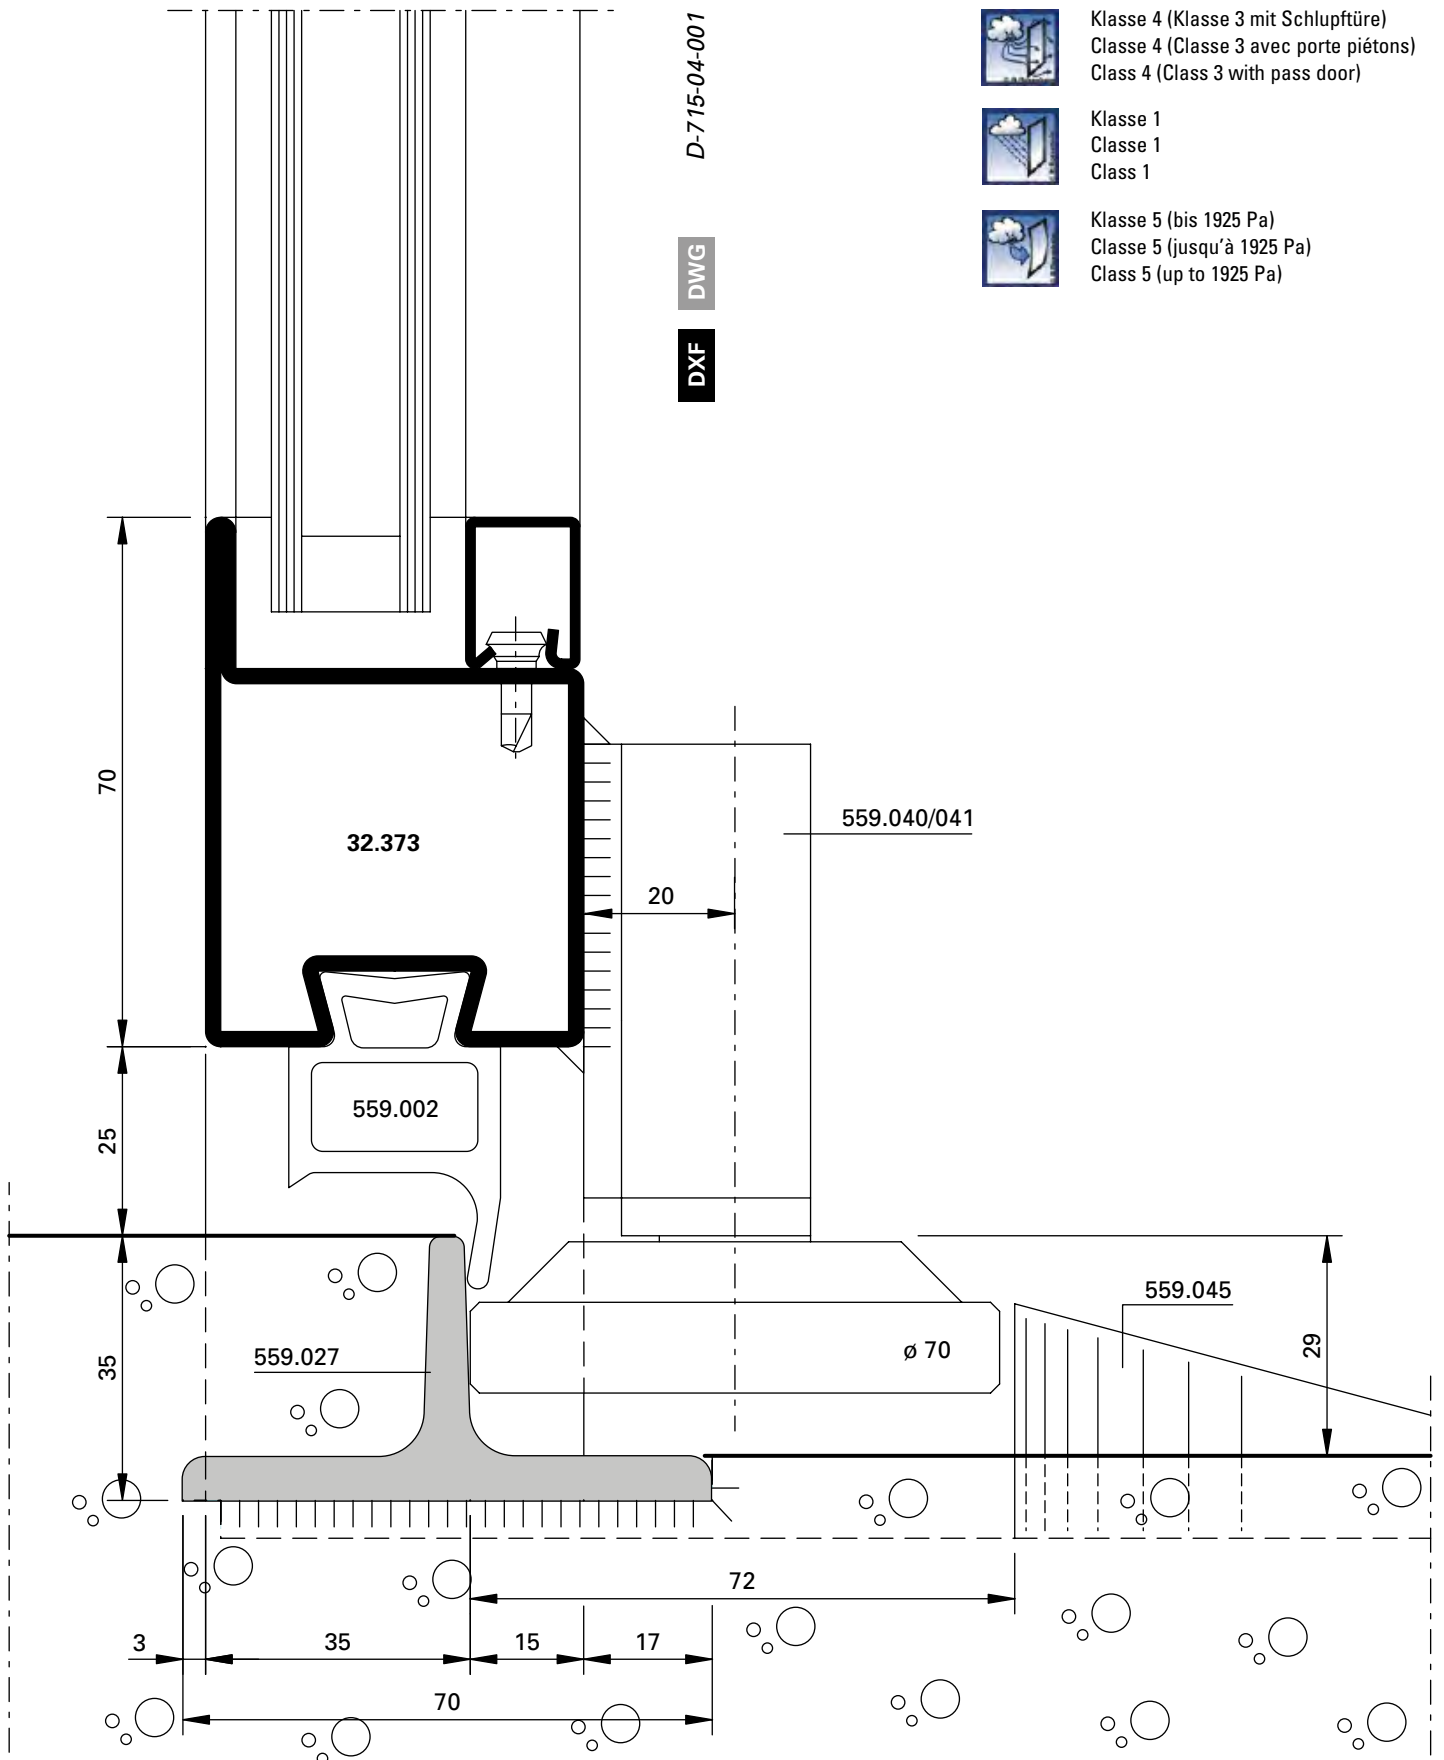 D-715-04-001
DWG
DXF
Klasse 4 (Klasse 3 mit Schlupftüre)
Classe 4 (Classe 3 avec porte piétons)
Class 4 (Class 3 with pass door)
Klasse 1
Classe 1
Class 1
Klasse 5 (bis 1925 Pa)
Classe 5 (jusqu'à 1925 Pa)
Class 5 (up to 1925 Pa)
70
32.373
559.040/041
20
25
559.002
35
559.027
ø 70
559.045
29
72
3
35
15
17
70